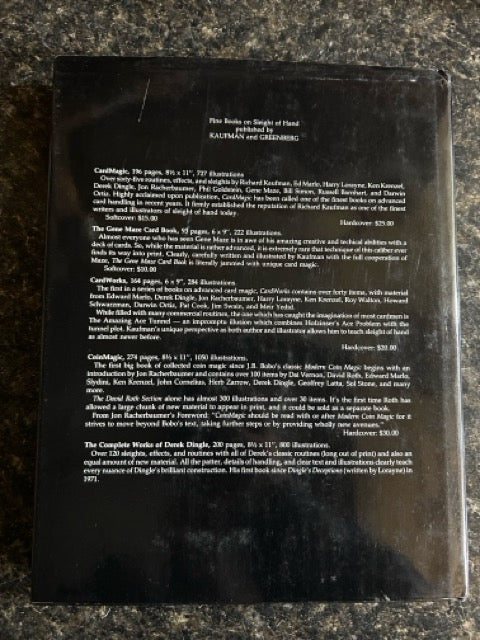 Fine Books on Sleight of Hand
published by
KAUFMAN and GREENBERG
CardMagic, 196 pages, 8½ x 11", 727 illustrations
Over sixty-five routines, effects, and sleights by Richard Kaufman, Ed Marlo, Harry Lorayne, Ken Krenzel,
Derek Dingle, Jon Racherbaumer, Phil Goldstein, Gene Maze, Bill Simon, Russell Barnhart, and Darwin
Ortiz. Highly acclaimed upon publication, CardMagic has been called one of the finest books on advanced
card handling in recent years. It firmly established the reputation of Richard Kaufman as one of the finest
writers and illustrators of sleight of hand today.
Softcover: $15.00 Hardcover: $25.00
The Gene Maze Card Book, 95 pages, 6 x 9", 222 illustrations.
Almost everyone who has seen Gene Maze is in awe of his amazing creative and technical abilities with a
deck of cards. So, while the material is rather advanced, it is extremely rare that technique of this caliber ever
finds its way into print. Clearly, carefully written and illustrated by Kaufman with the full cooperation of
Maze, The Gene Maze Card Book is literally jammed with unique card magic.
Softcover: $10.00
CardWorks, 164 pages, 6 x 9", 284 illustrations
The first in a series of books on advanced card magic, CardWorks contains over forty items, with material
from Edward Marlo, Derek Dingle, Jon Racherbaumer, Harry Lorayne, Ken Krenzel, Roy Walton, Howard
Schwarzman, Darwin Ortiz, Pat Cook, Jim Swain, and Meir Yedid.
While filled with many commercial routines, the one which has caught the imagination of most cardmen is
The Amazing Ace Tunnel — an impromptu illusion which combines Hofzinser's Ace Problem with the
tunnel plot. Kaufman's unique perspective as both author and illustrator allows him to teach sleight of hand
as almost never before.
Hardcover: $20.00
CoinMagic, 274 pages, 8½ x 11", 1050 illustrations.
The first big book of collected coin magic since J.B. Bobo's classic Modern Coin Magic begins with an
introduction by Jon Racherbaumer and contains over 100 items by Dai Vernon, David Roth, Edward Marlo,
Slydini, Ken Krenzel, John Cornelius, Herb Zarrow, Derek Dingle, Geoffrey Latta, Sol Stone, and many
more.
The David Roth Section alone has almost 300 illustrations and over 30 items. It's the first time Roth has
allowed a large chunk of new material to appear in print, and it could be sold as a separate book.
From Jon Racherbaumer's Foreword: "CoinMagic should be read with or after Modern Coin Magic for it
strives to move beyond Bobo's text, taking further steps or by providing wholly new avenues."
Hardcover: $30.00
The Complete Works of Derek Dingle, 200 pages, 8½ x 11", 800 illustrations.
Over 120 sleights, effects, and routines with all of Derek's classic routines (long out of print) and also an
equal amount of new material. All the patter, details of handling, and clear text and illustrations clearly teach
every nuance of Dingle's brilliant construction. His first book since Dingle's Deceptions (written by Lorayne) in
1971.